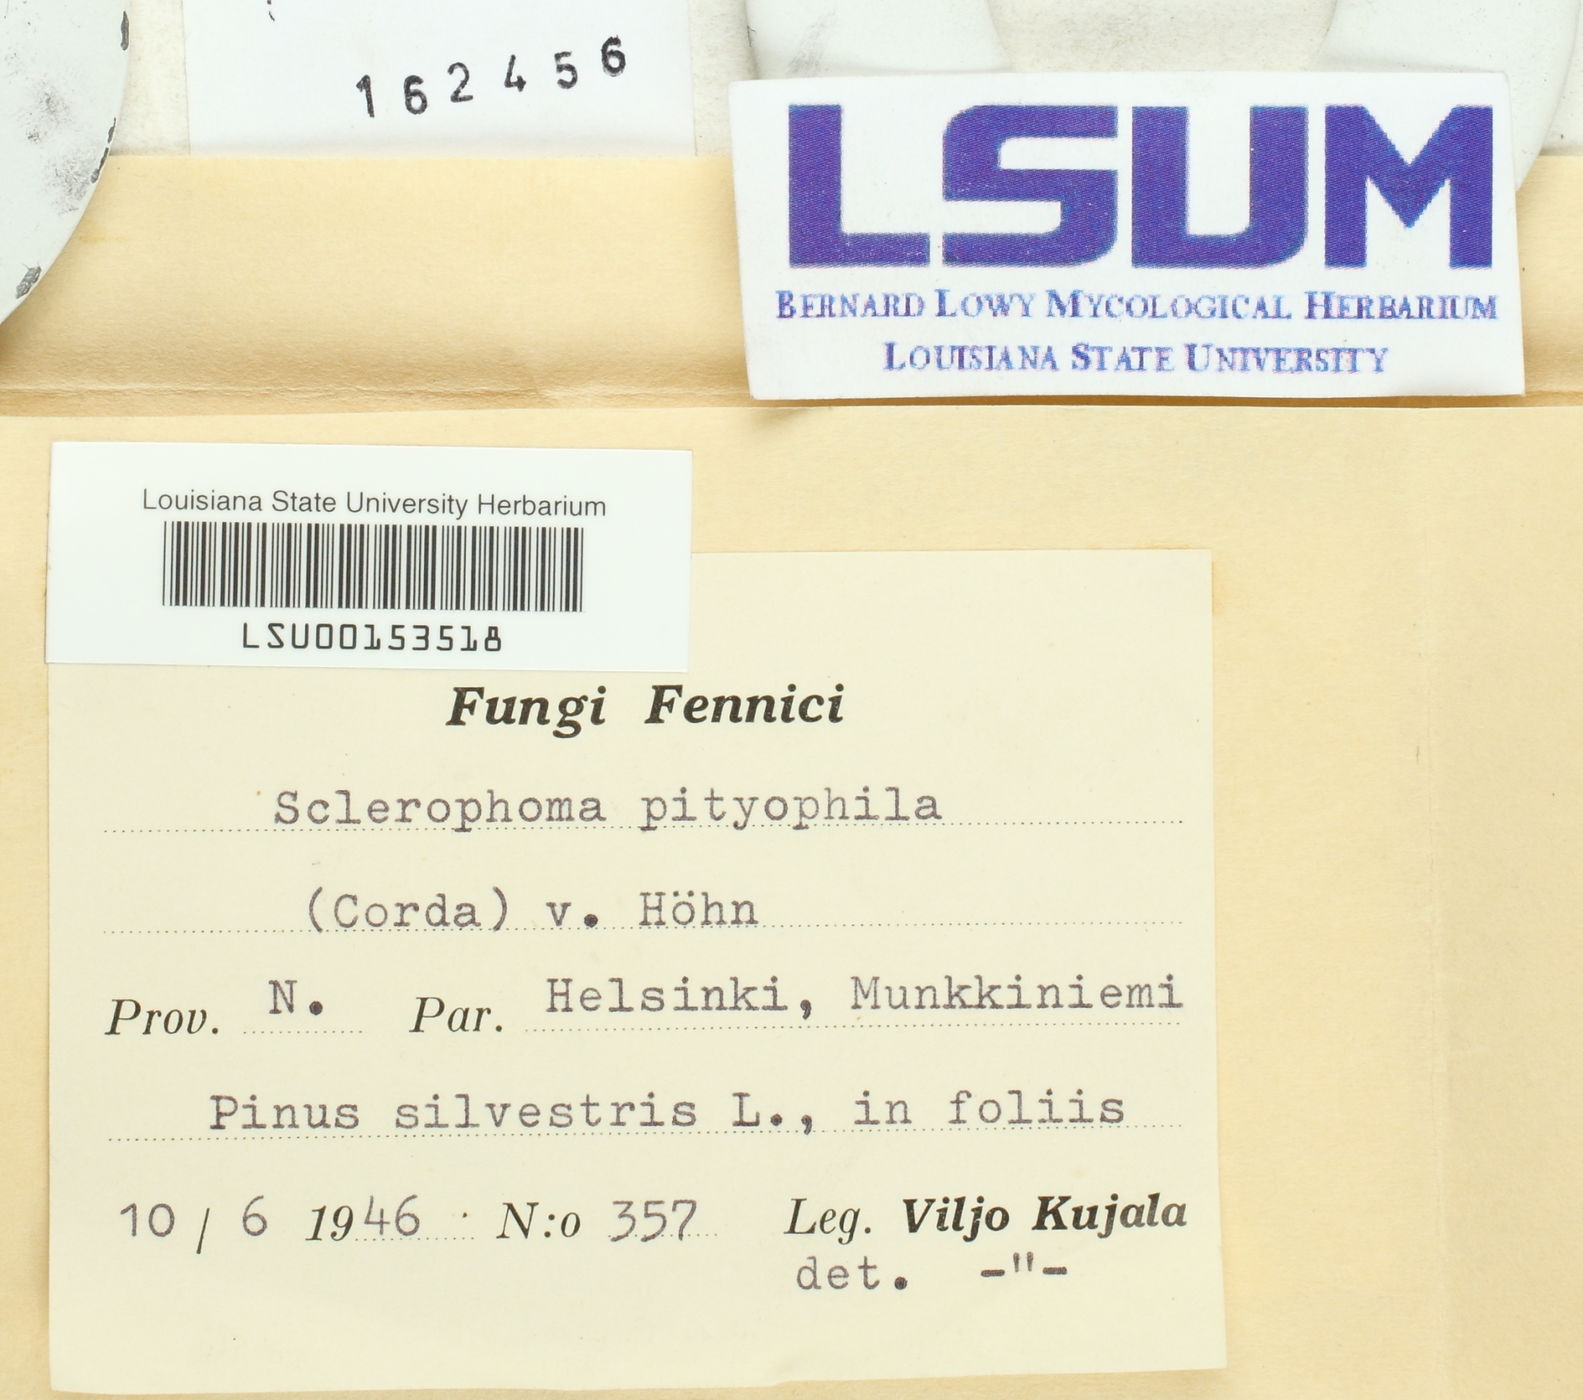 162456
LSUM
BERNARD LOWY MYCOLOGICAL HERBARIUM
LOUISIANA STATE UNIVERSITY
Louisiana State University Herbarium
LSU00153518
Fungi Fennici
Sclerophoma pityophila
(Corda) v. Höhn
Prov. N. Par. Helsinki, Munkkiniemi
Pinus silvestris L., in foliis
10 / 6 1946 N:o 357 Leg. Viljo Kujala
det. -"-